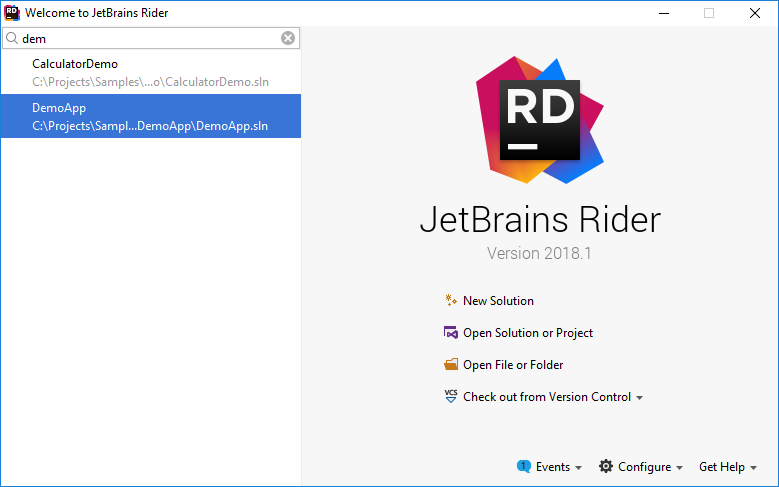 Welcome to JetBrains Rider
dem
CalculatorDemo
C:\Projects\Samples\...o\CalculatorDemo.sln
DemoApp
C:\Projects\Sampl...DemoApp\DemoApp.sln
RD
JetBrains Rider
Version 2018.1
New Solution
Open Solution or Project
Open File or Folder
VCS
Check out from Version Control
1
Events
Configure
Get Help